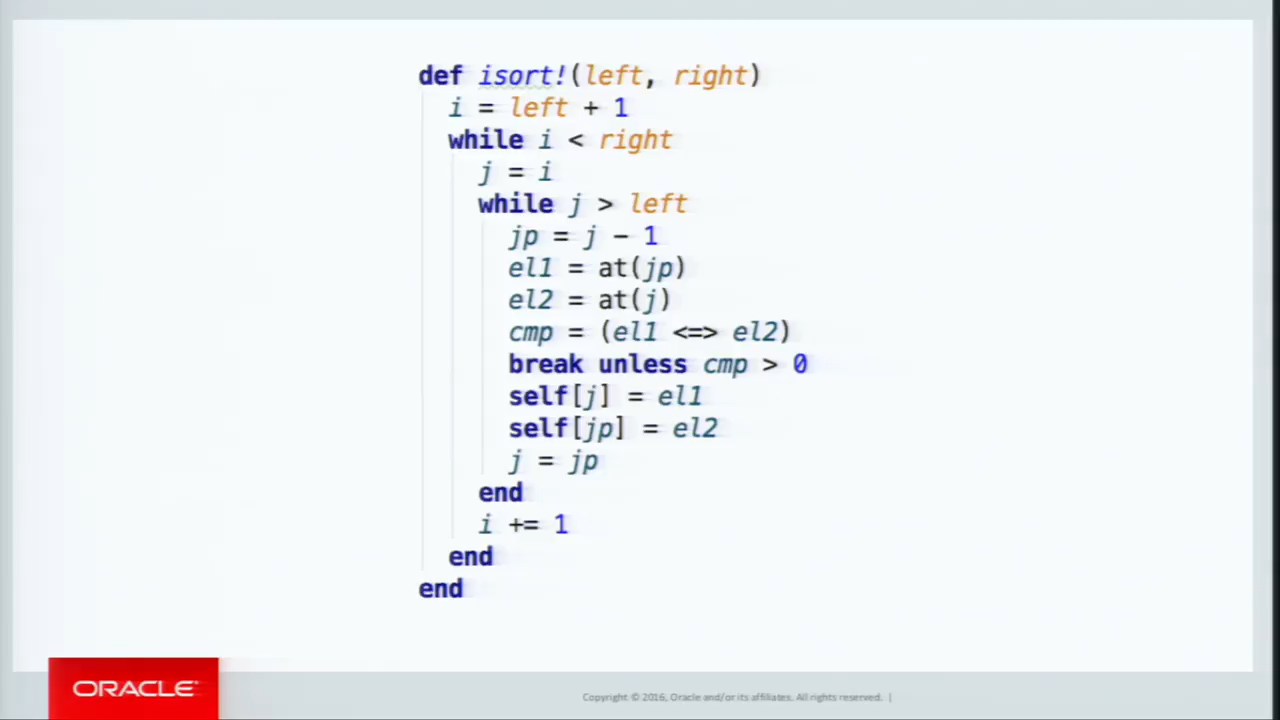 def isort!(left, right)
  i = left + 1
  while i < right
    j = i
    while j > left
      jp = j - 1
      el1 = at(jp)
      el2 = at(j)
      cmp = (el1 <=> el2)
      break unless cmp > 0
      self[j] = el1
      self[jp] = el2
      j = jp
    end
    i += 1
  end
end
ORACLE
Copyright © 2016, Oracle and/or its affiliates. All rights reserved. |